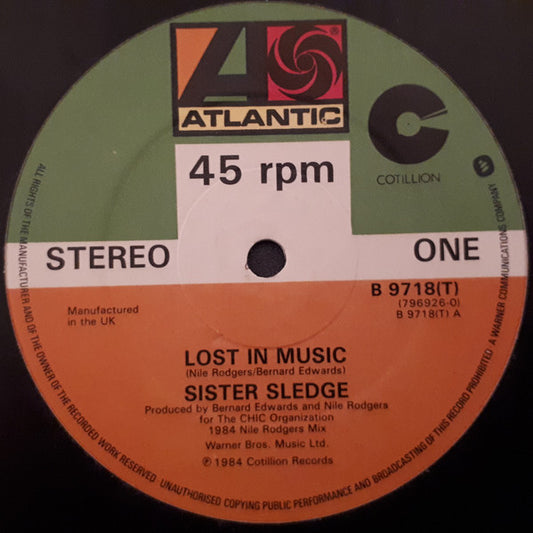 ATLANTIC
COTILLION
45 rpm
STEREO
ONE
B 9718(T)
(796926-0)
B 9718(T) A
Manufactured
in the UK
LOST IN MUSIC
(Nile Rodgers/Bernard Edwards)
SISTER SLEDGE
Produced by Bernard Edwards and Nile Rodgers
for The CHIC Organization
1984 Nile Rodgers Mix
Warner Bros. Music Ltd.
℗ 1984 Cotillion Records
ALL RIGHTS OF THE MANUFACTURER AND OF THE OWNER OF THE RECORDED WORK RESERVED. UNAUTHORISED COPYING PUBLIC PERFORMANCE AND BROADCASTING OF THIS RECORD PROHIBITED. A WARNER COMMUNICATIONS COMPANY